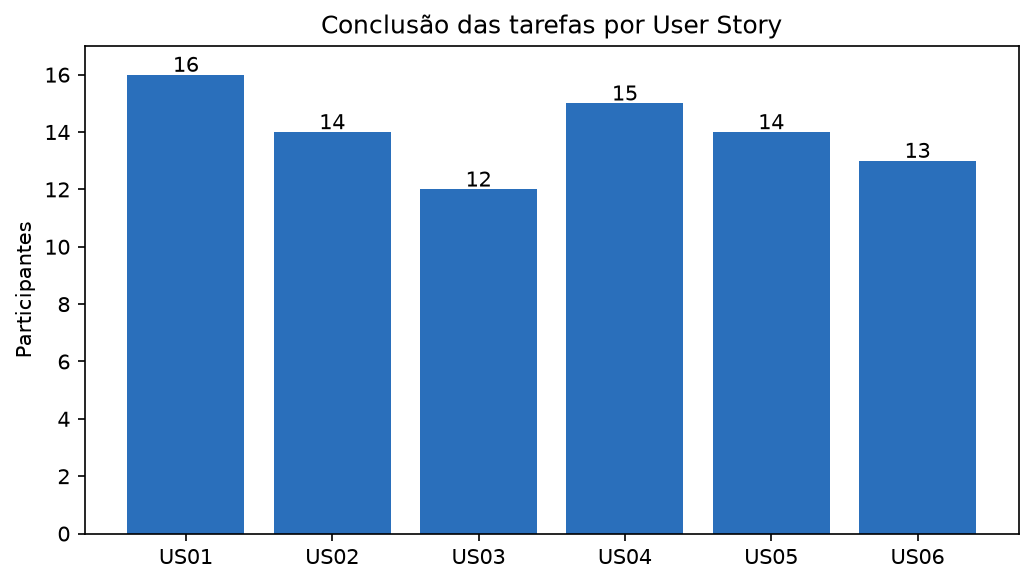 Conclusão das tarefas por User Story
Participantes
16
14
12
10
8
6
4
2
0
16
14
12
15
14
13
US01
US02
US03
US04
US05
US06